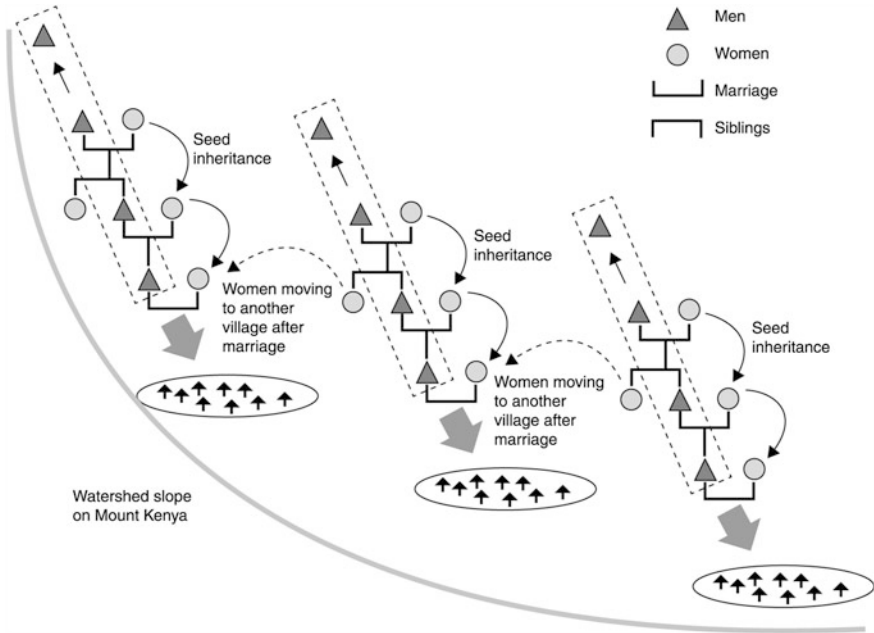 Men
Women
Marriage
Siblings
Seed
inheritance
Women moving
to another
village after
marriage
Seed
inheritance
Women moving
to another
village after
marriage
Seed
inheritance
Watershed slope
on Mount Kenya